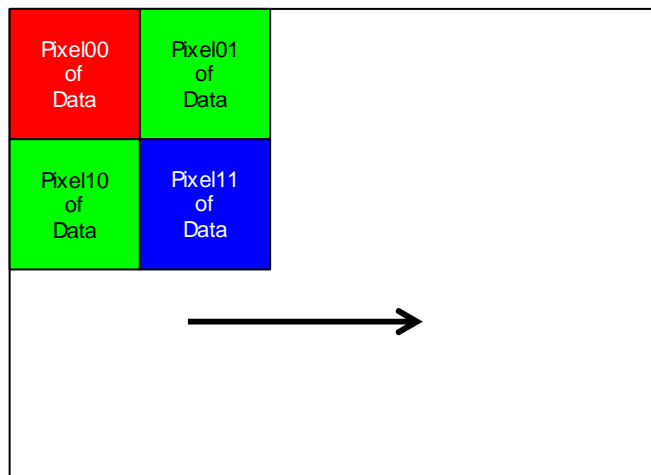 Pixel00
of
Data
Pixel01
of
Data
Pixel10
of
Data
Pixel11
of
Data